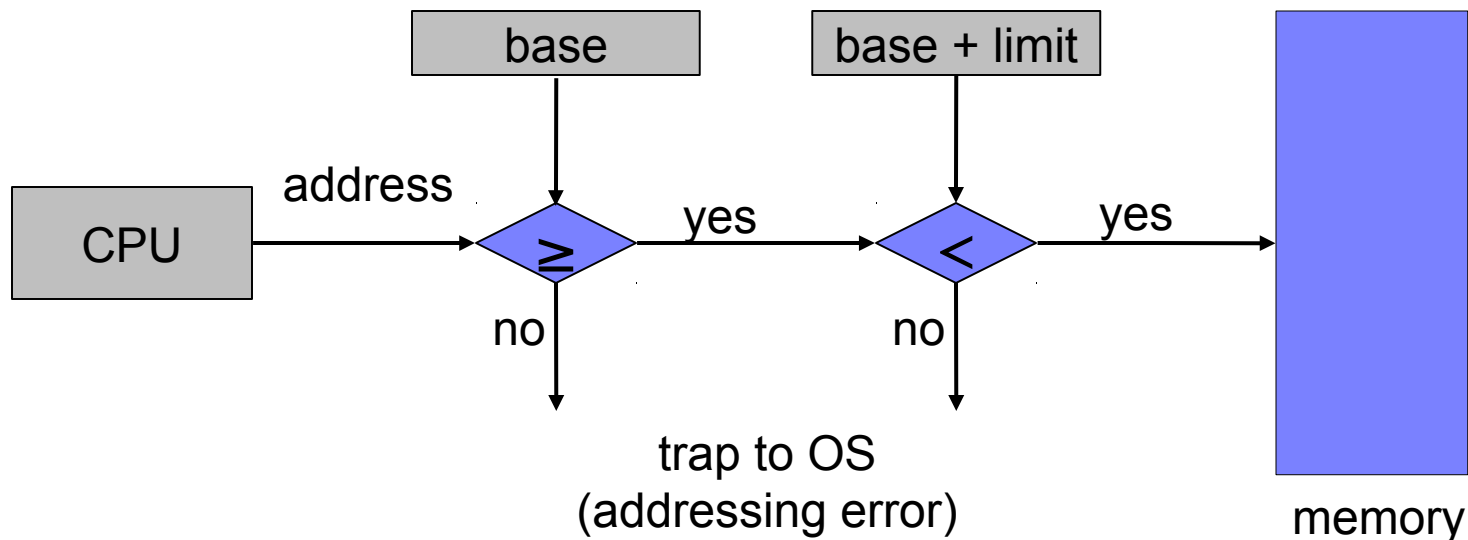 base
base + limit
address
CPU
≥
yes
<
yes
no
no
trap to OS
(addressing error)
memory